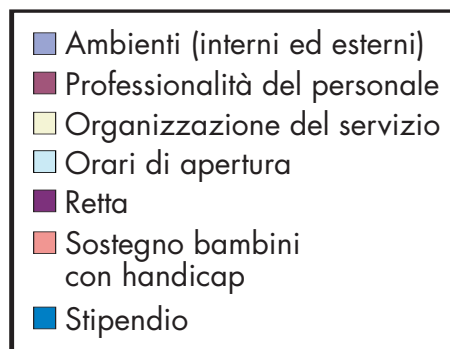 Ambienti (interni ed esterni)
Professionalità del personale
Organizzazione del servizio
Orari di apertura
Retta
Sostegno bambini
con handicap
Stipendio